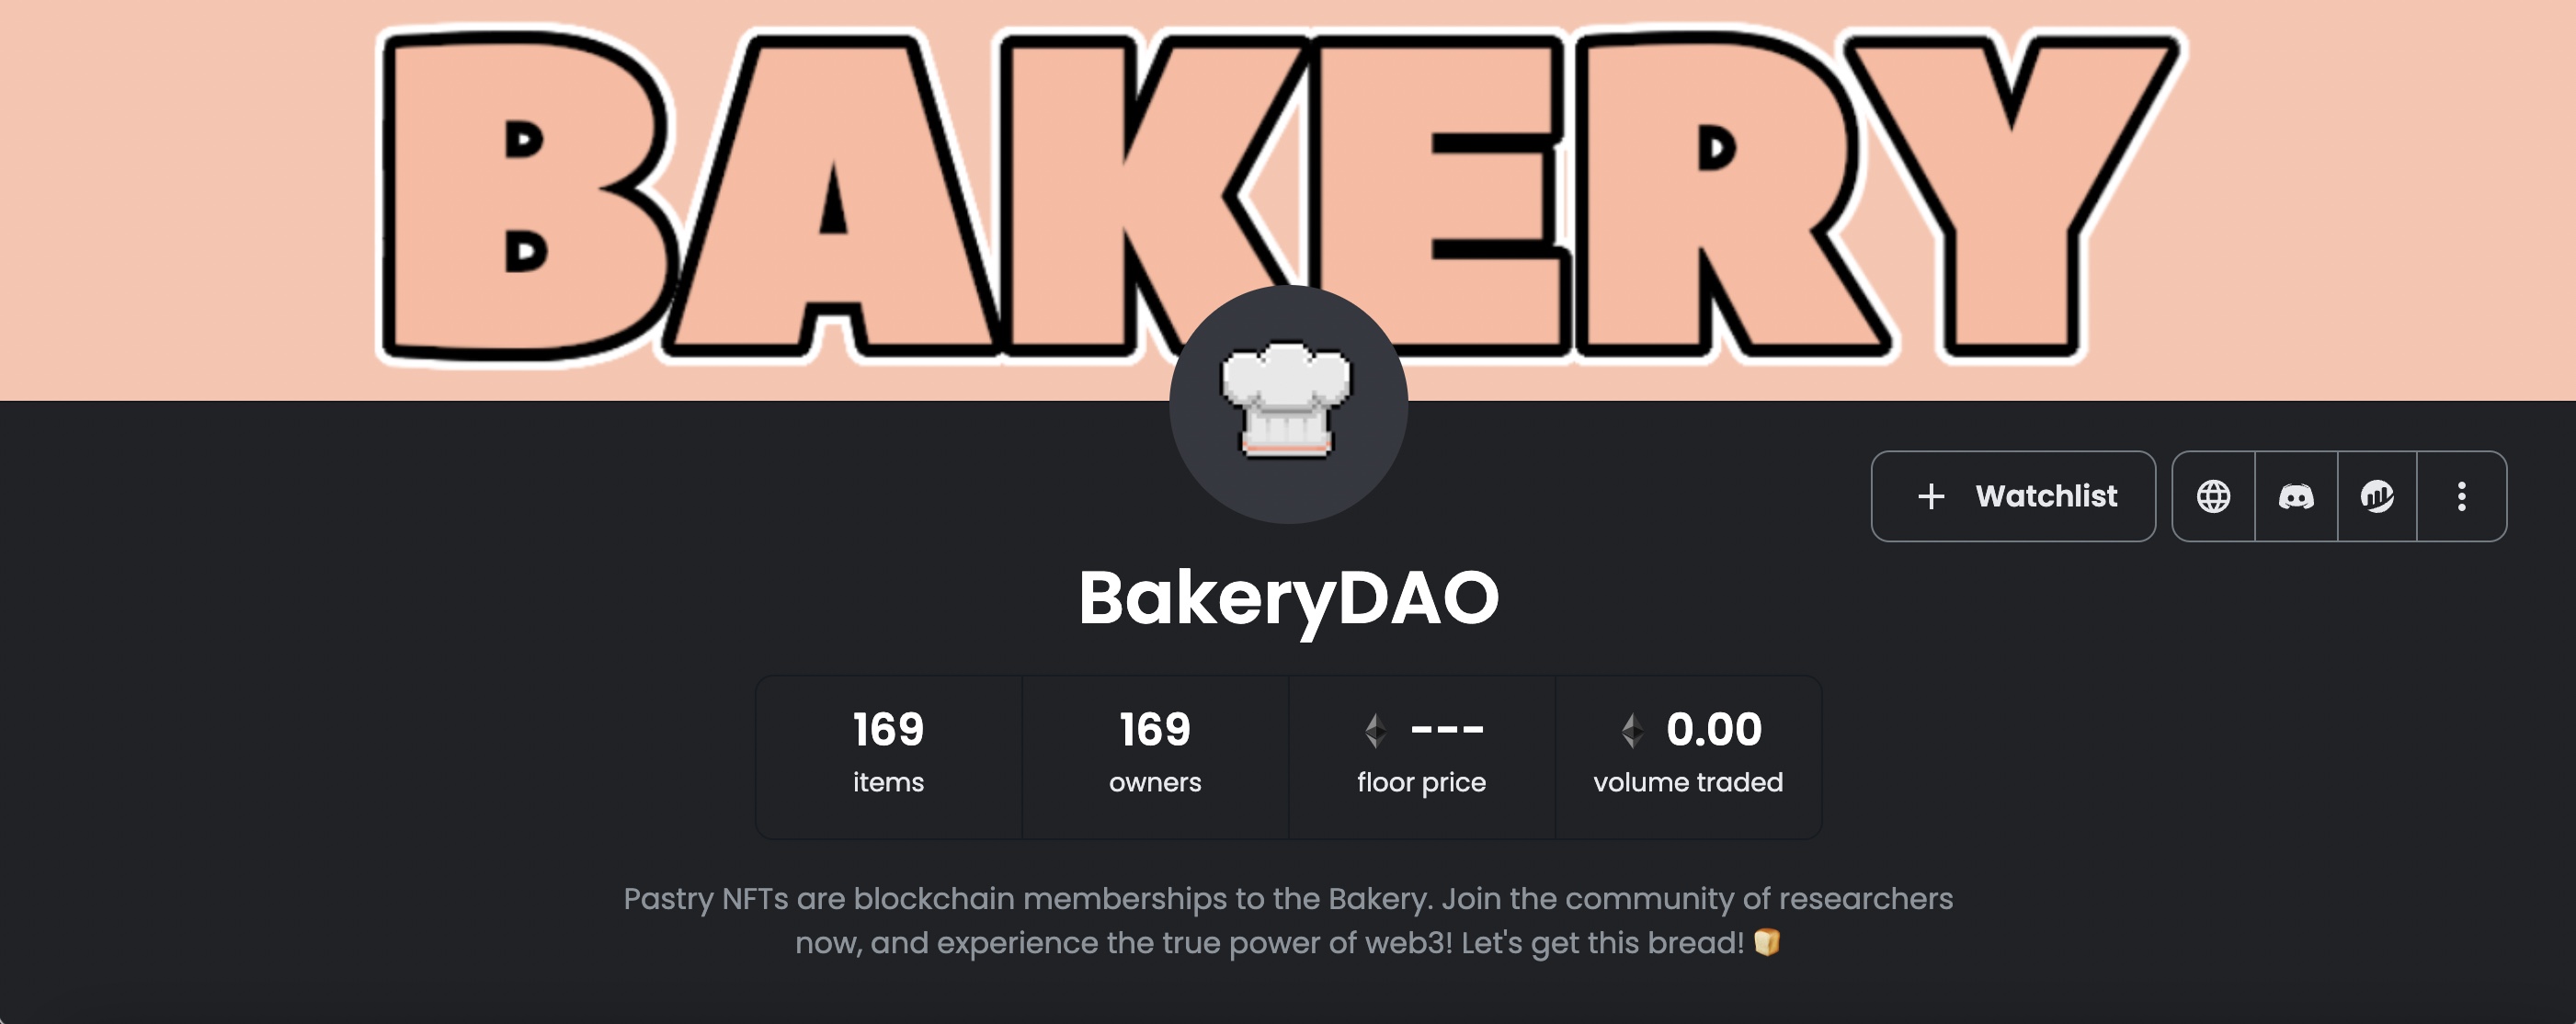 BAKERY
Watchlist
BakeryDAO
169
items
169
owners
---
floor price
0.00
volume traded
Pastry NFTs are blockchain memberships to the Bakery. Join the community of researchers
now, and experience the true power of web3! Let's get this bread! 🍞